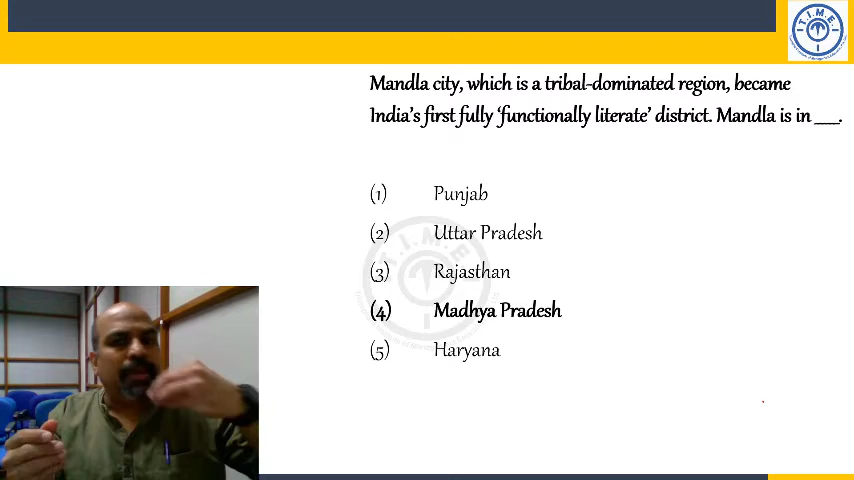 T.I.M.E.
Mandla city, which is a tribal-dominated region, became
India's first fully 'functionally literate' district. Mandla is in ___.
(1) Punjab
(2) Uttar Pradesh
(3) Rajasthan
(4) Madhya Pradesh
(5) Haryana
T.I.M.E.